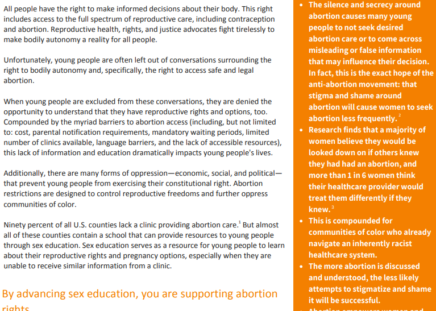 All people have the right to make informed decisions about their body. This right
includes access to the full spectrum of reproductive care, including contraception
and abortion. Reproductive health, rights, and justice advocates fight tirelessly to
make bodily autonomy a reality for all people.
Unfortunately, young people are often left out of conversations surrounding the
right to bodily autonomy and, specifically, the right to access safe and legal
abortion.
When young people are excluded from these conversations, they are denied the
opportunity to understand that they have reproductive rights and options, too.
Compounded by the myriad barriers to abortion access (including, but not limited
to: cost, parental notification requirements, mandatory waiting periods, limited
number of clinics available, language barriers, and the lack of accessible resources),
this lack of information and education dramatically impacts young people's lives.
Additionally, there are many forms of oppression—economic, social, and political—
that prevent young people from exercising their constitutional right. Abortion
restrictions are designed to control reproductive freedoms and further oppress
communities of color.
Ninety percent of all U.S. counties lack a clinic providing abortion care.¹ But almost
all of these counties contain a school that can provide resources to young people
through sex education. Sex education serves as a resource for young people to learn
about their reproductive rights and pregnancy options, especially when they are
unable to receive similar information from a clinic.
By advancing sex education, you are supporting abortion
rights
• The silence and secrecy around
abortion causes many young
people to not seek desired
abortion care or to come across
misleading or false information
that may influence their decision.
In fact, this is the exact hope of the
anti-abortion movement: that
stigma and shame around
abortion will cause women to seek
abortion less frequently. ²
• Research finds that a majority of
women believe they would be
looked down on if others knew
they had had an abortion, and
more than 1 in 6 women think
their healthcare provider would
treat them differently if they
knew. ³
• This is compounded for
communities of color who already
navigate an inherently racist
healthcare system.
• The more abortion is discussed
and understood, the less likely
attempts to stigmatize and shame
it will be successful.